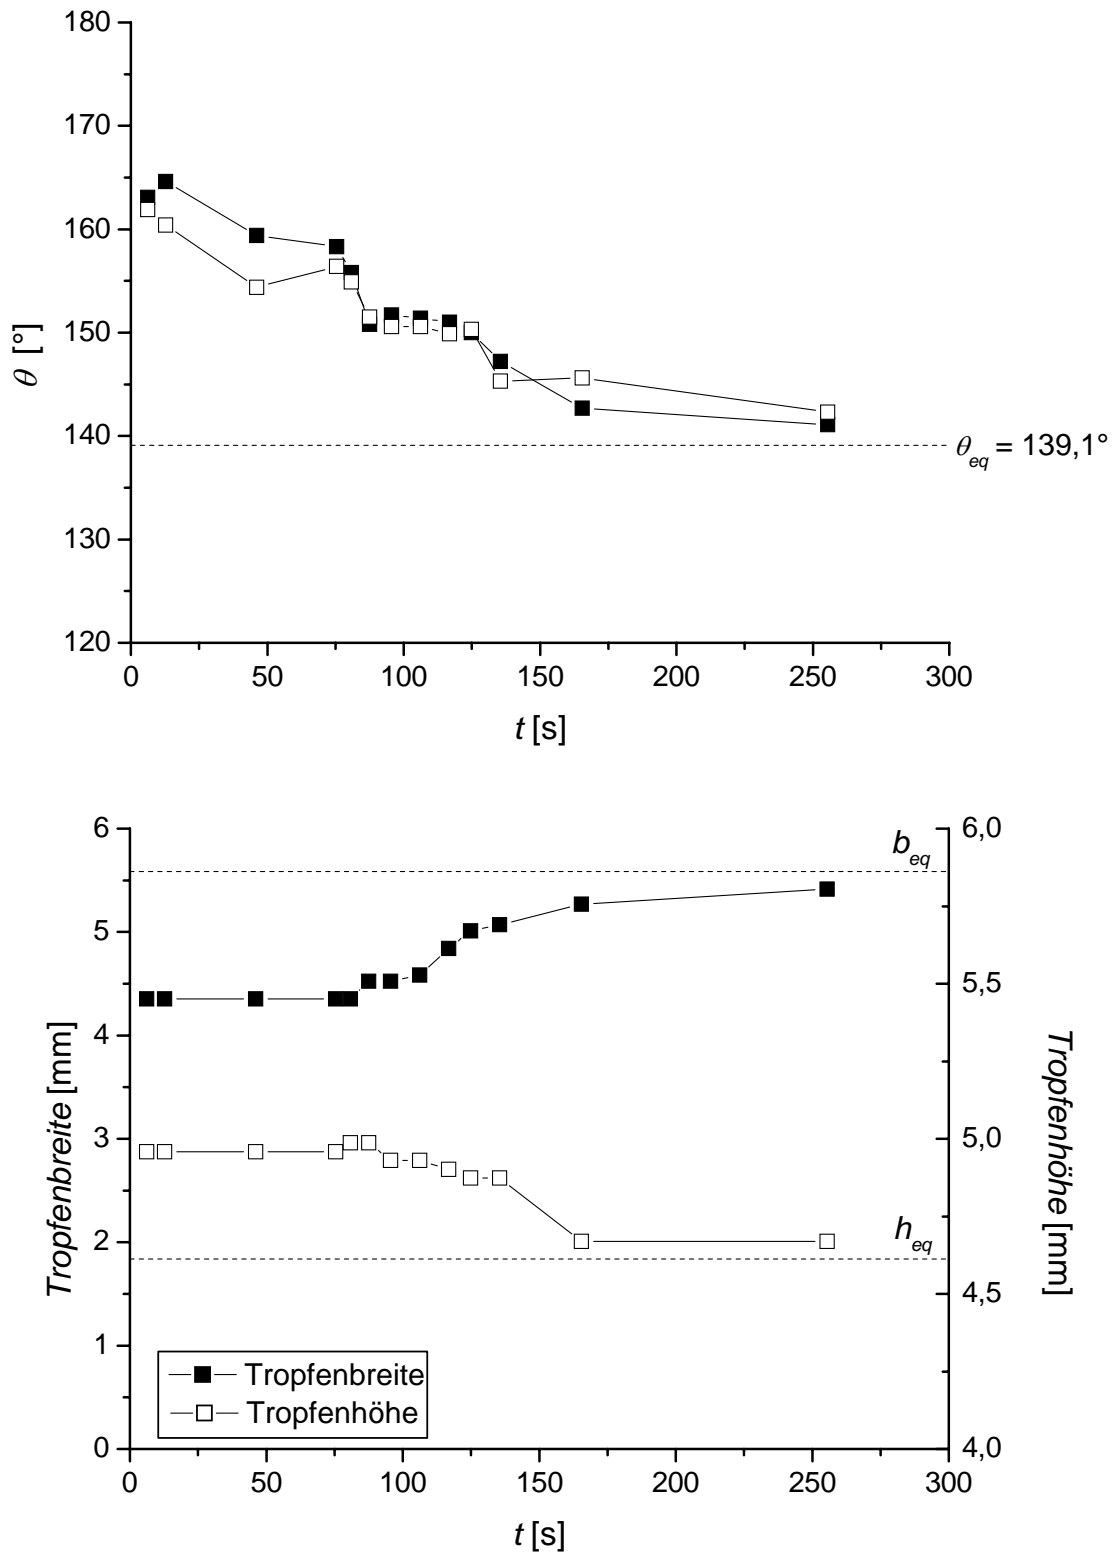 180
170
160
150
140
130
120
θ [°]
θeq = 139,1°
0 50 100 150 200 250 300
t [s]
6
5
4
3
2
1
0
Tropfenbreite [mm]
6,0
5,5
5,0
4,5
4,0
Tropfenhöhe [mm]
beq
heq
Tropfenbreite
Tropfenhöhe
0 50 100 150 200 250 300
t [s]